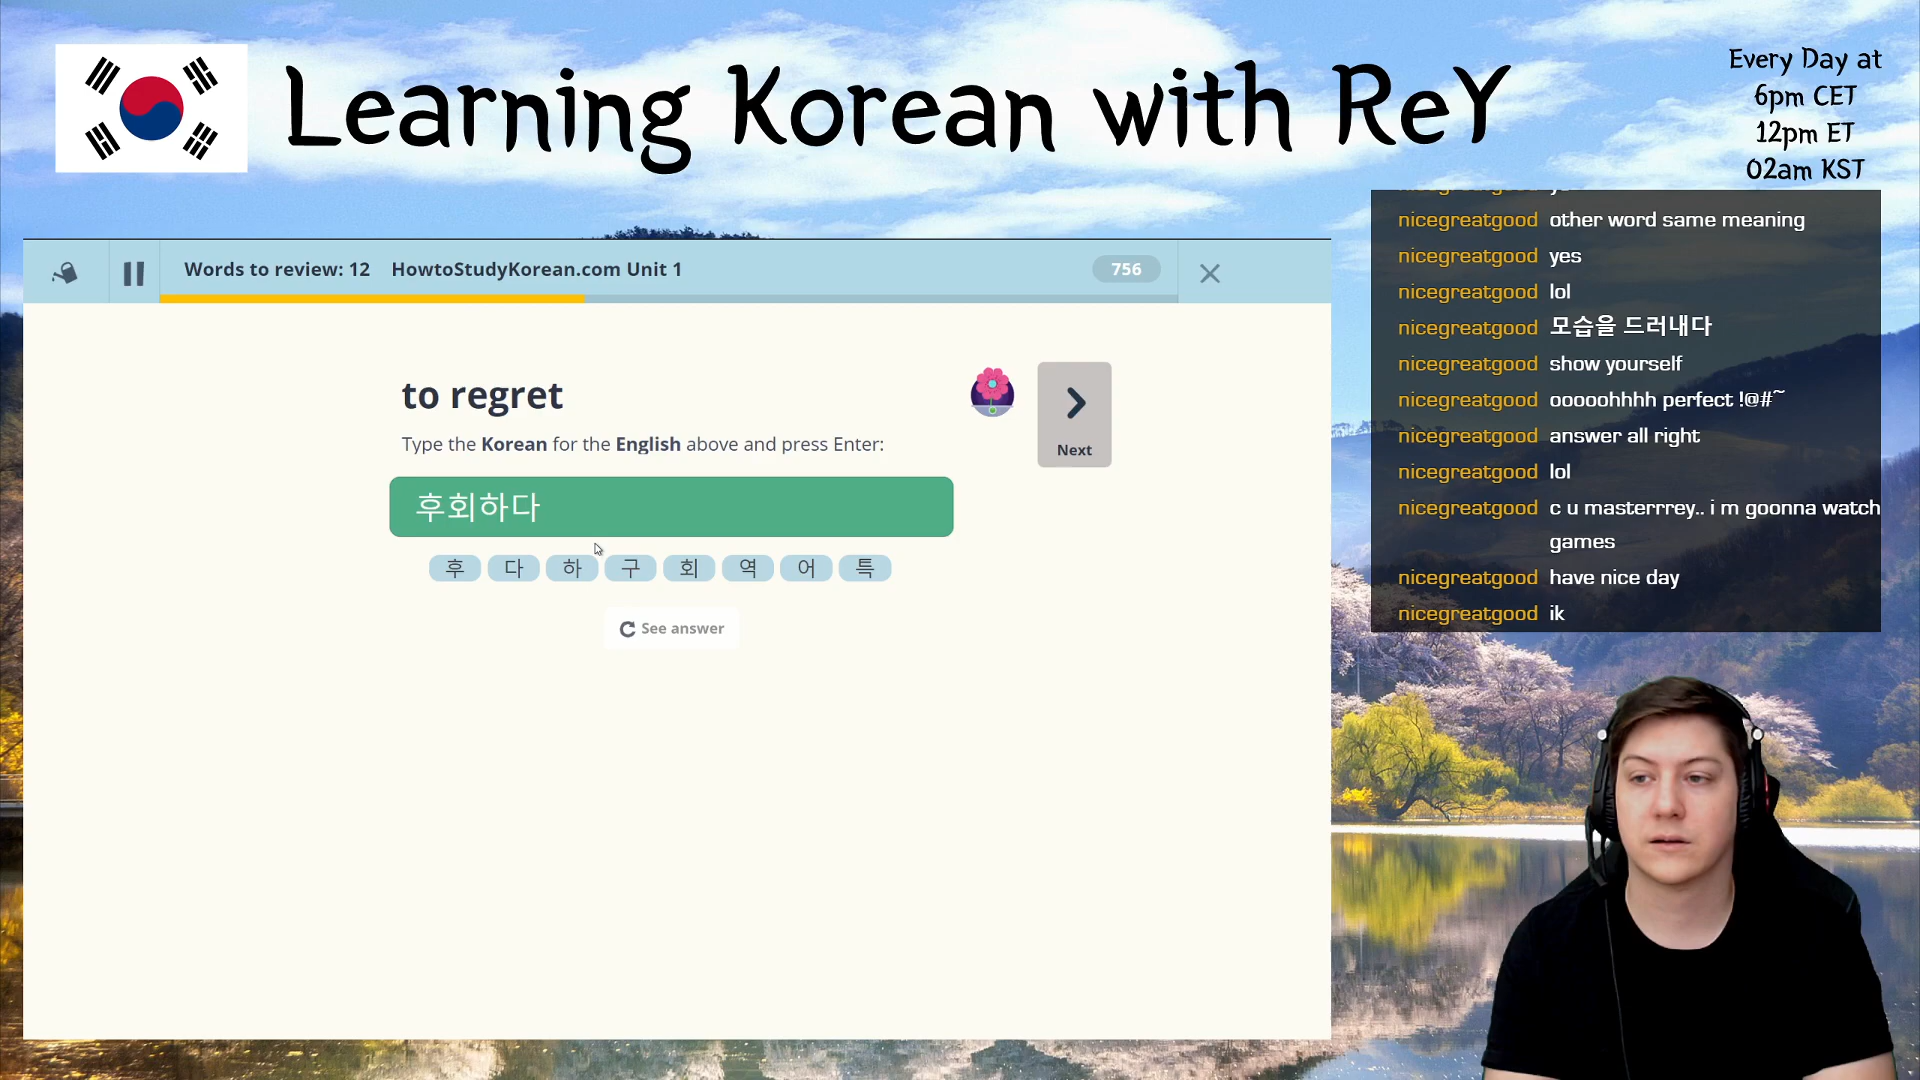 Learning Korean with ReY
Every Day at
6pm CET
12pm ET
02am KST
Words to review: 12 HowtoStudyKorean.com Unit 1
756
to regret
Next
Type the Korean for the English above and press Enter:
후회하다
후 다 하 구 회 역 어 특
See answer
nicegreatgood other word same meaning
nicegreatgood yes
nicegreatgood lol
nicegreatgood 모습을 드러내다
nicegreatgood show yourself
nicegreatgood ooooohhhh perfect !@#~
nicegreatgood answer all right
nicegreatgood lol
nicegreatgood c u masterrrey.. i m goonna watch
games
nicegreatgood have nice day
nicegreatgood ik